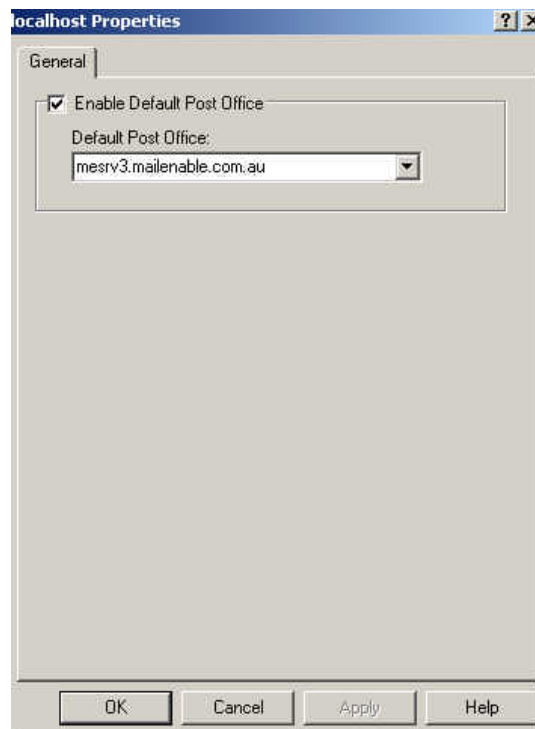 localhost Properties
General
Enable Default Post Office
Default Post Office:
mesrv3.mailenable.com.au
OK Cancel Apply Help